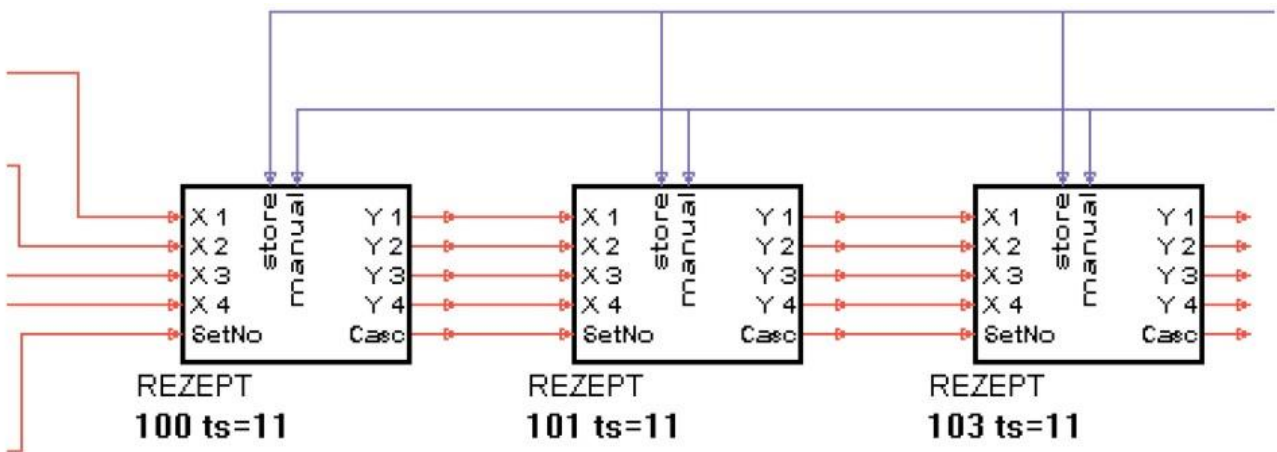 store manual
X 1 Y 1
X 2 Y 2
X 3 Y 3
X 4 Y 4
SetNo Casc
REZEPT
100 ts=11
store manual
X 1 Y 1
X 2 Y 2
X 3 Y 3
X 4 Y 4
SetNo Casc
REZEPT
101 ts=11
store manual
X 1 Y 1
X 2 Y 2
X 3 Y 3
X 4 Y 4
SetNo Casc
REZEPT
103 ts=11